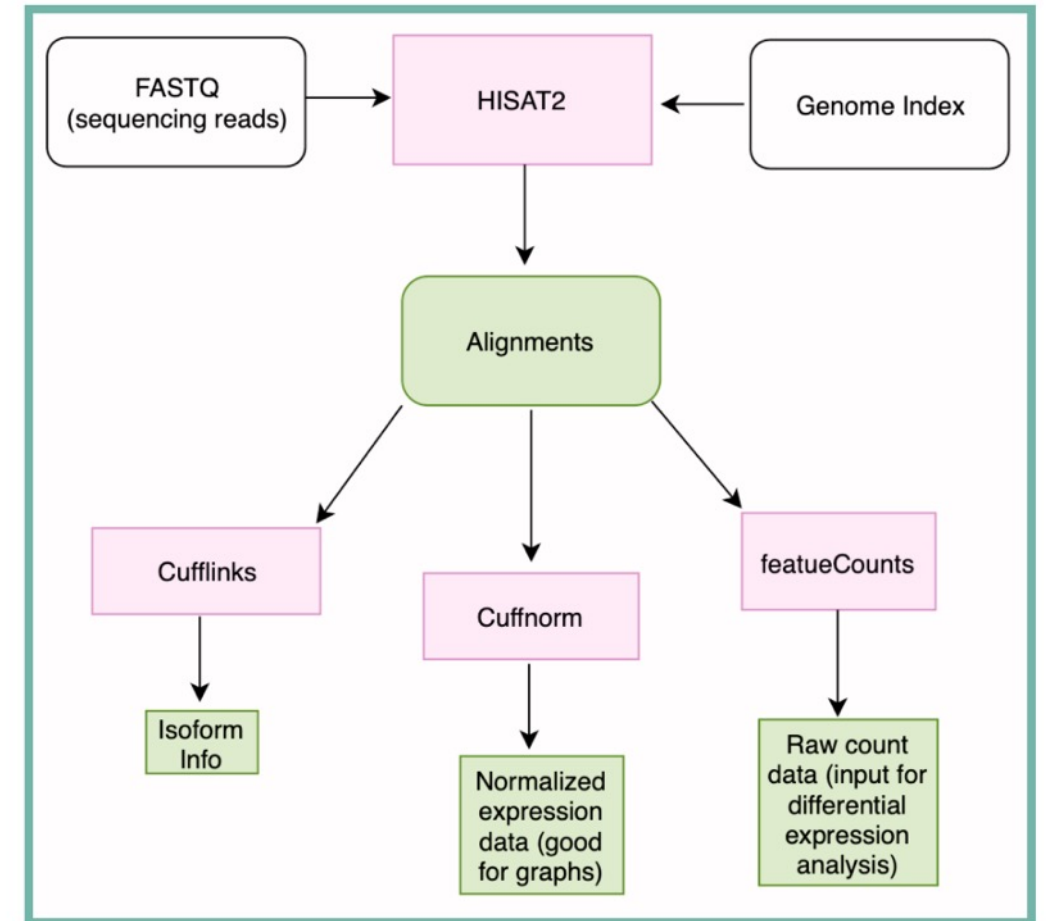 FASTQ
(sequencing reads)
HISAT2
Genome Index
Alignments
Cufflinks
Cuffnorm
featueCounts
Isoform
Info
Normalized
expression
data (good
for graphs)
Raw count
data (input for
differential
expression
analysis)